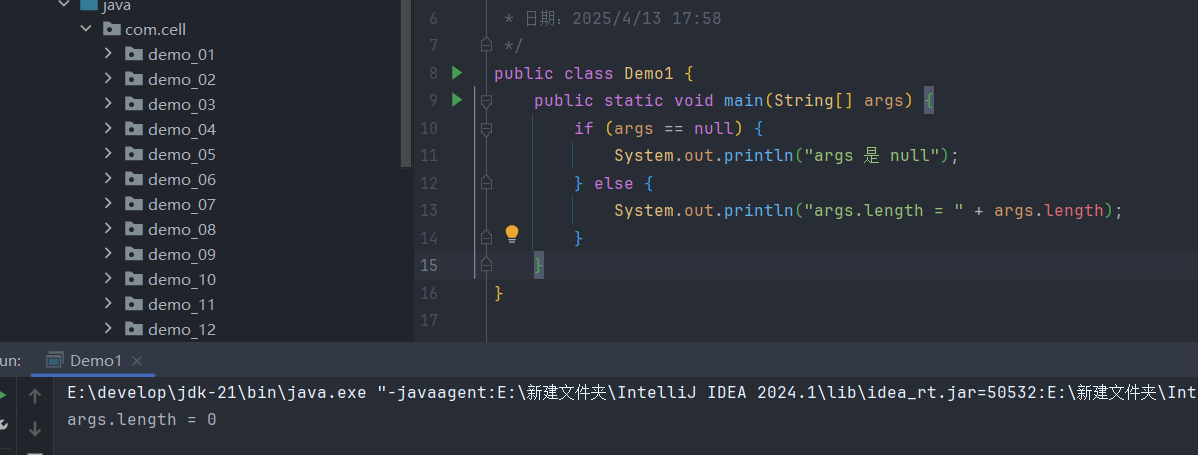 java
com.cell
demo_01
demo_02
demo_03
demo_04
demo_05
demo_06
demo_07
demo_08
demo_09
demo_10
demo_11
demo_12
6 * 日期：2025/4/13 17:58
7 */
8 public class Demo1 {
9 public static void main(String[] args) {
10 if (args == null) {
11 System.out.println("args 是 null");
12 } else {
13 System.out.println("args.length = " + args.length);
14 }
15 }
16 }
17
un: Demo1
E:\develop\jdk-21\bin\java.exe "-javaagent:E:\新建文件夹\IntelliJ IDEA 2024.1\lib\idea_rt.jar=50532:E:\新建文件夹\Int
args.length = 0